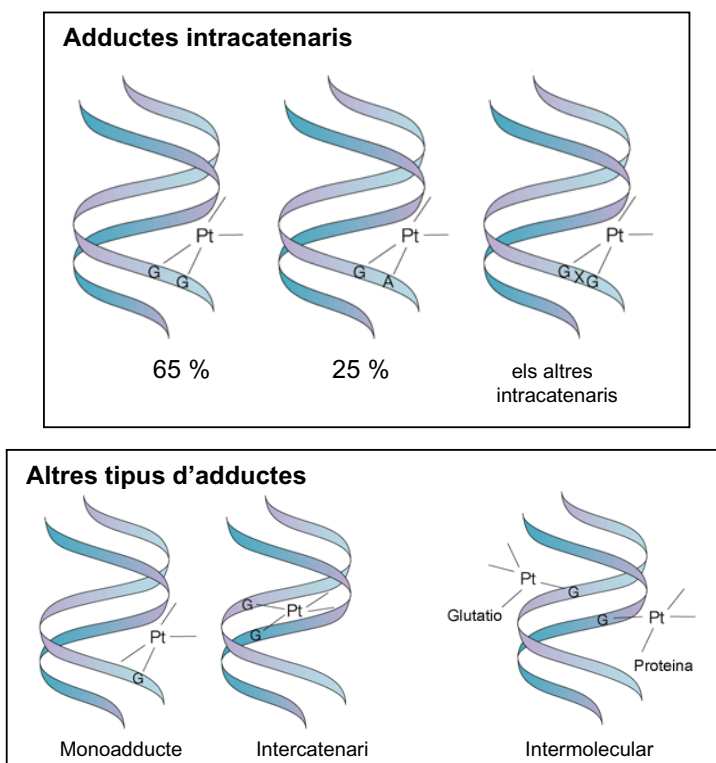 Adductes intracatenaris
Pt
G
G
Pt
G
A
Pt
GXG
65 %
25 %
els altres
intracatenaris
Altres tipus d'adductes
Pt
G
G
Pt
G
Pt
Glutatio
G
G
Pt
Proteina
Monoadducte
Intercatenari
Intermolecular